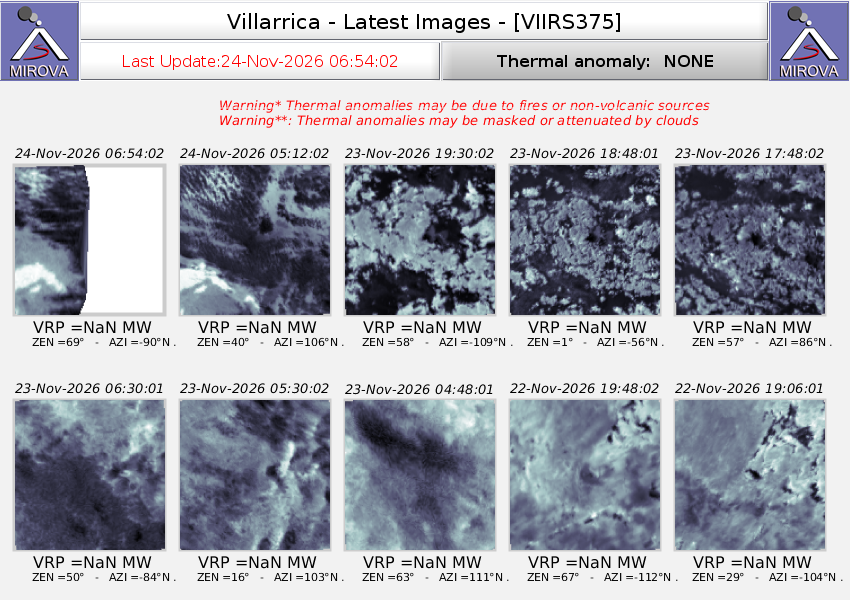 Villarrica - Latest Images - [VIIRS375]
MIROVA
Last Update:24-Nov-2026 06:54:02
Thermal anomaly: NONE
MIROVA
Warning* Thermal anomalies may be due to fires or non-volcanic sources
Warning**: Thermal anomalies may be masked or attenuated by clouds
24-Nov-2026 06:54:02
24-Nov-2026 05:12:02
23-Nov-2026 19:30:02
23-Nov-2026 18:48:01
23-Nov-2026 17:48:02
VRP =NaN MW
VRP =NaN MW
VRP =NaN MW
VRP =NaN MW
VRP =NaN MW
ZEN =69° - AZI =-90°N .
ZEN =40° - AZI =106°N .
ZEN =58° - AZI =-109°N .
ZEN =1° - AZI =-56°N .
ZEN =57° - AZI =86°N .
23-Nov-2026 06:30:01
23-Nov-2026 05:30:02
23-Nov-2026 04:48:01
22-Nov-2026 19:48:02
22-Nov-2026 19:06:01
VRP =NaN MW
VRP =NaN MW
VRP =NaN MW
VRP =NaN MW
VRP =NaN MW
ZEN =50° - AZI =-84°N .
ZEN =16° - AZI =103°N .
ZEN =63° - AZI =111°N .
ZEN =67° - AZI =-112°N .
ZEN =29° - AZI =-104°N .